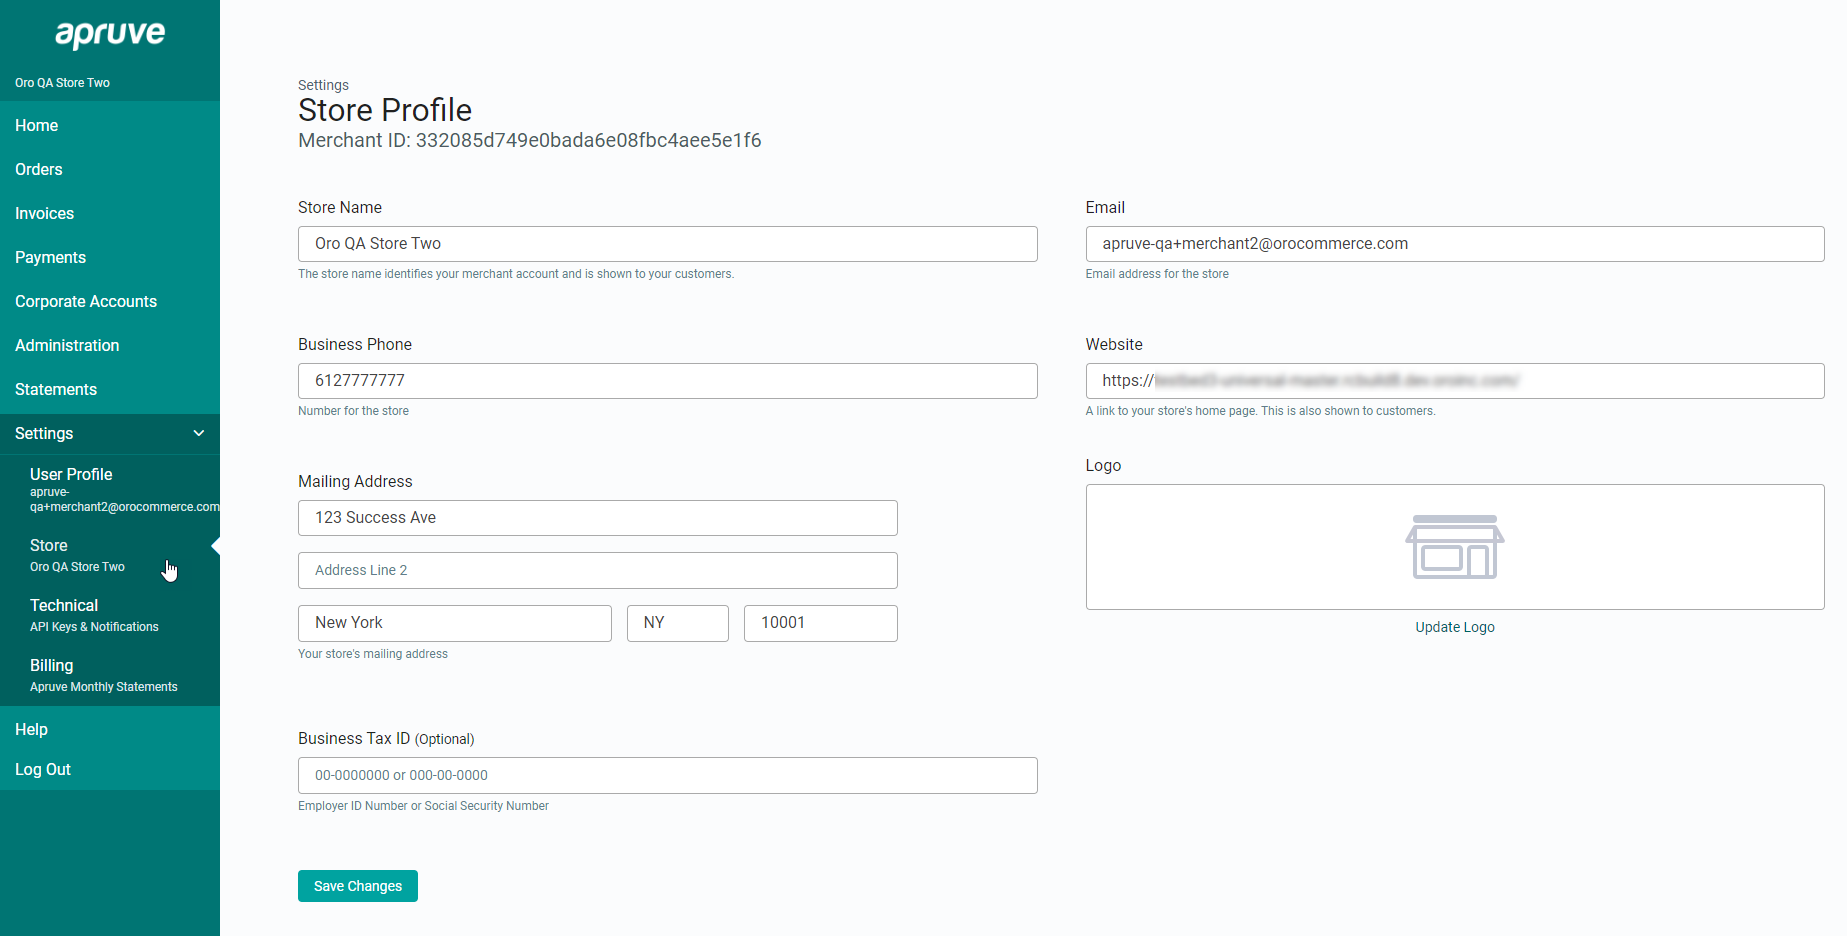 apruve
Oro QA Store Two
Home
Orders
Invoices
Payments
Corporate Accounts
Administration
Statements
Settings
User Profile
apruve-
qa+merchant2@orocommerce.com
Store
Oro QA Store Two
Technical
API Keys & Notifications
Billing
Apruve Monthly Statements
Help
Log Out
Settings
Store Profile
Merchant ID: 332085d749e0bada6e08fbc4aee5e1f6
Store Name
Oro QA Store Two
The store name identifies your merchant account and is shown to your customers.
Email
apruve-qa+merchant2@orocommerce.com
Email address for the store
Business Phone
6127777777
Number for the store
Website
https://
A link to your store's home page. This is also shown to customers.
Mailing Address
123 Success Ave
Address Line 2
New York NY 10001
Your store's mailing address
Logo
Update Logo
Business Tax ID (Optional)
00-0000000 or 000-00-0000
Employer ID Number or Social Security Number
Save Changes